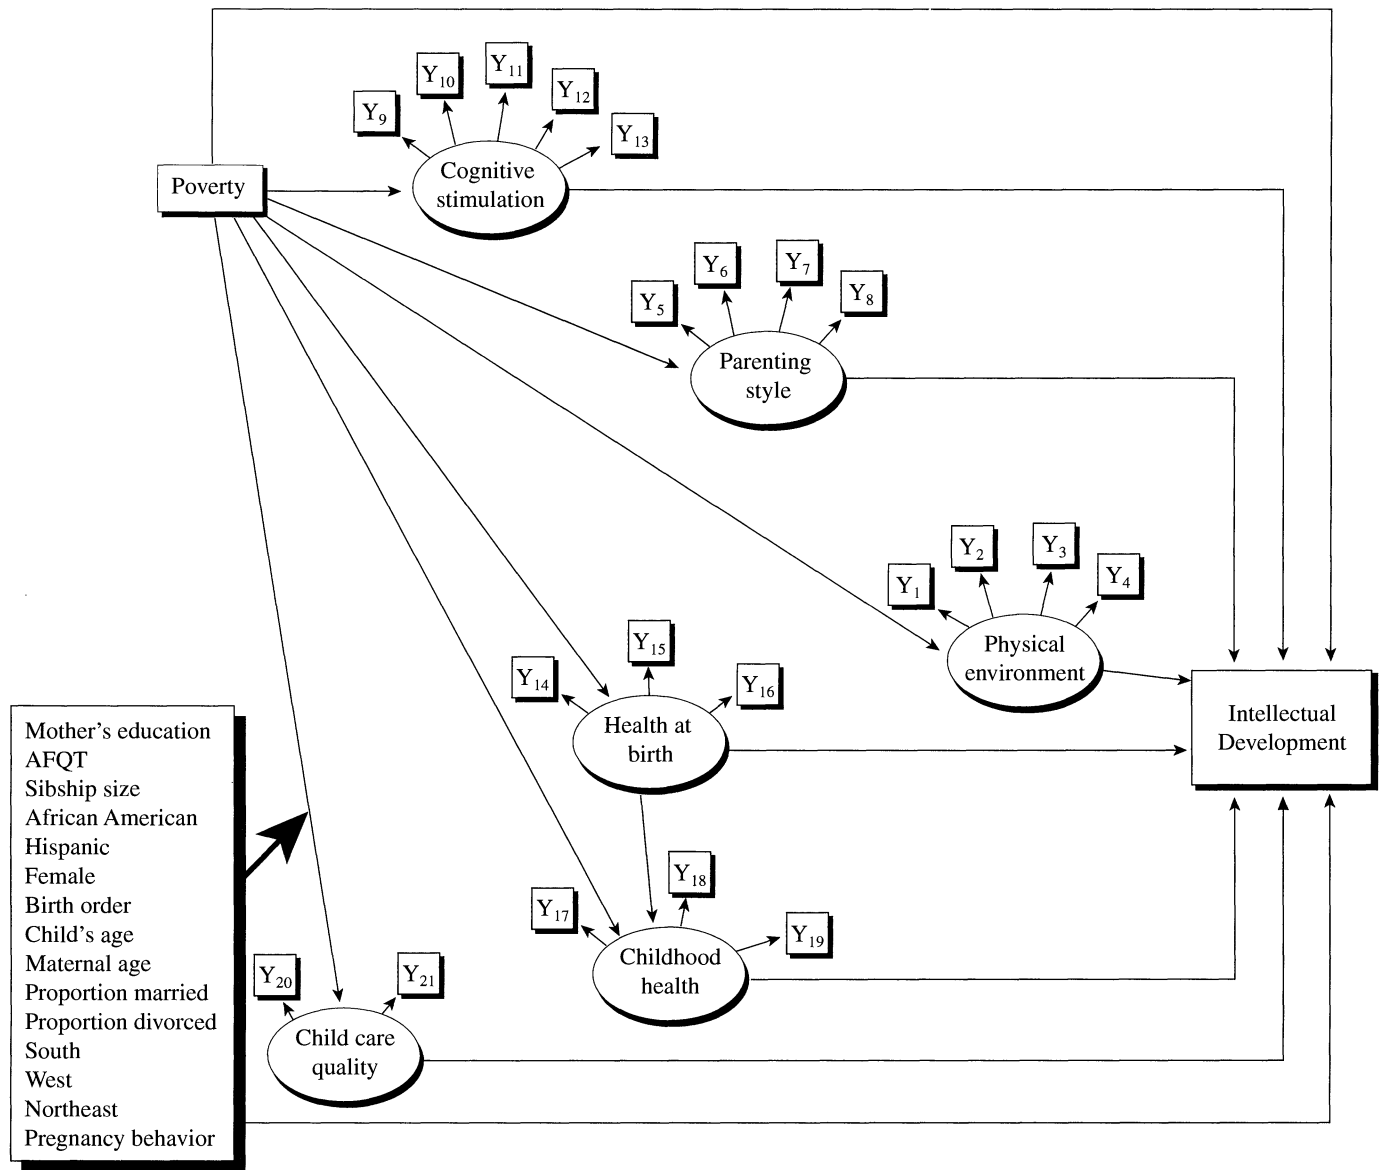 Y10
Y11
Y12
Y9
Y13
Poverty
Cognitive
stimulation
Y6
Y7
Y5
Y8
Parenting
style
Y2
Y3
Y1
Y4
Physical
environment
Y15
Y14
Y16
Health at
birth
Intellectual
Development
Mother's education
AFQT
Sibship size
African American
Hispanic
Female
Birth order
Child's age
Maternal age
Proportion married
Proportion divorced
South
West
Northeast
Pregnancy behavior
Y18
Y17
Y19
Childhood
health
Y20
Y21
Child care
quality